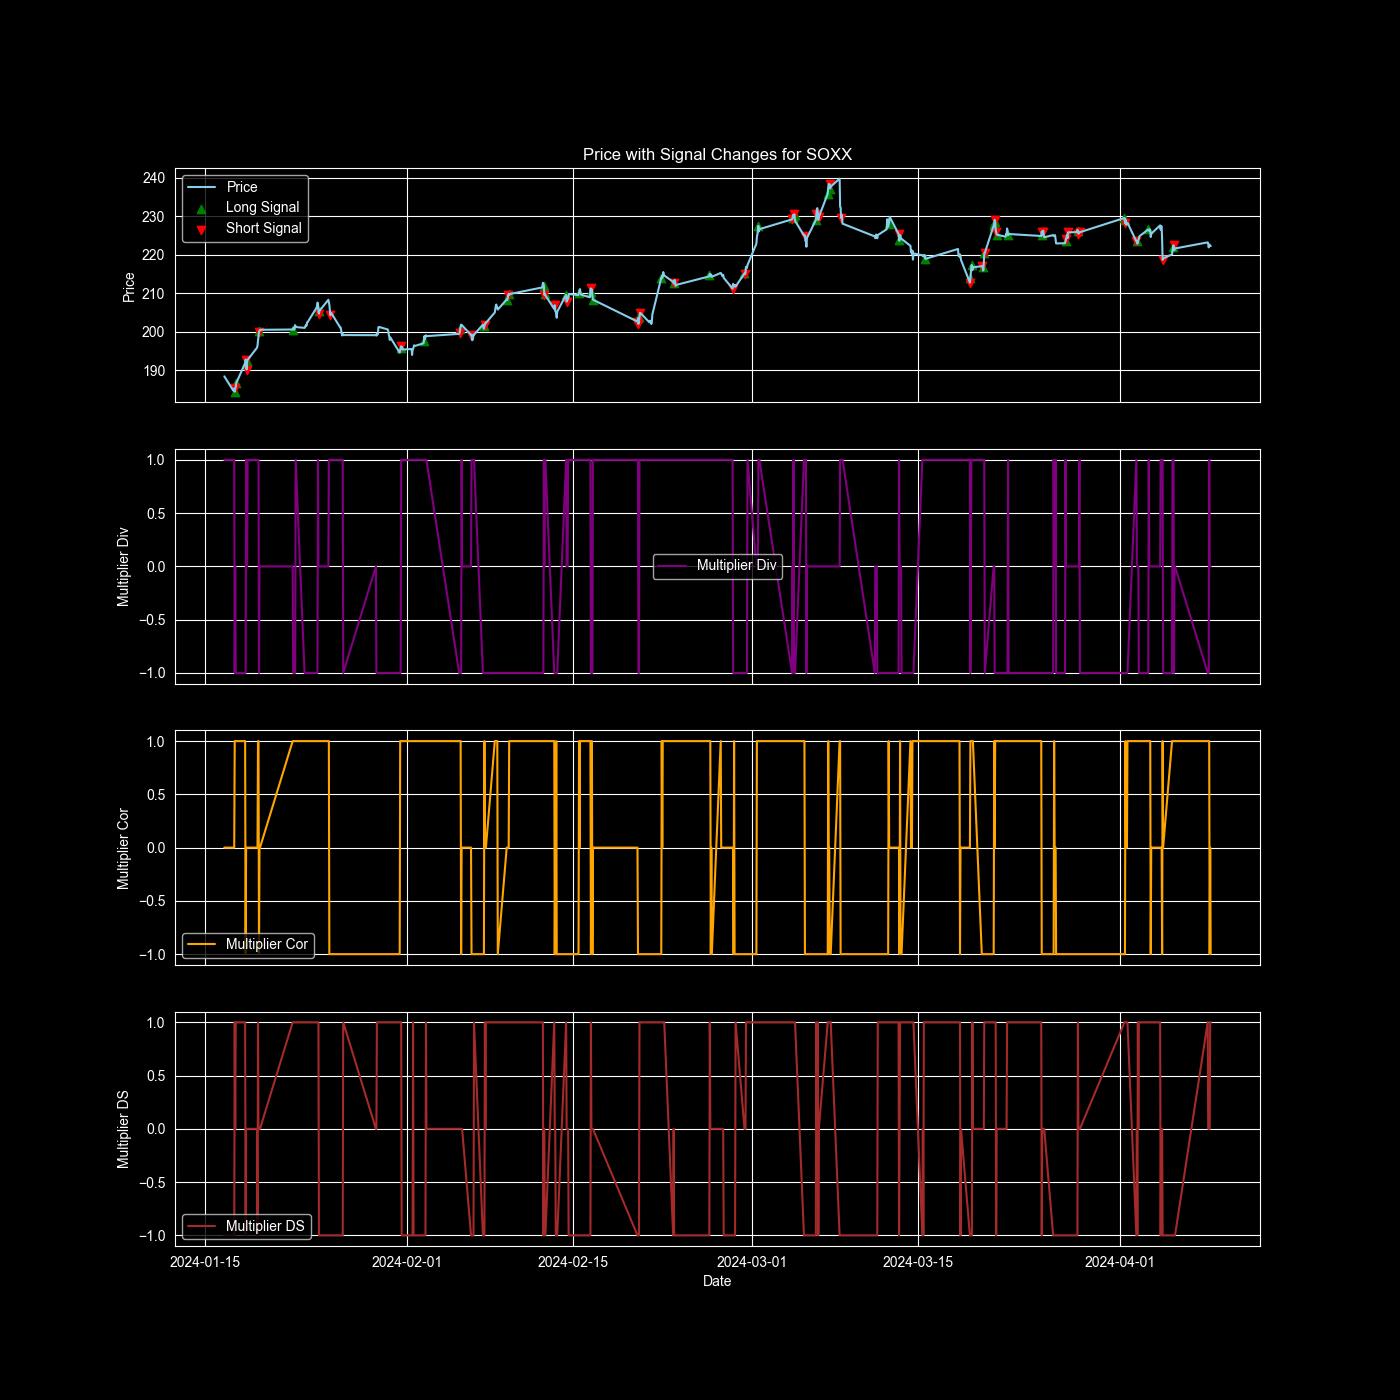 Price with Signal Changes for SOXX
Price
240
230
220
210
200
190
Price
Long Signal
Short Signal
Multiplier Div
1.0
0.5
0.0
−0.5
−1.0
Multiplier Div
Multiplier Cor
1.0
0.5
0.0
−0.5
−1.0
Multiplier Cor
Multiplier DS
1.0
0.5
0.0
−0.5
−1.0
Multiplier DS
2024-01-15
2024-02-01
2024-02-15
2024-03-01
2024-03-15
2024-04-01
Date